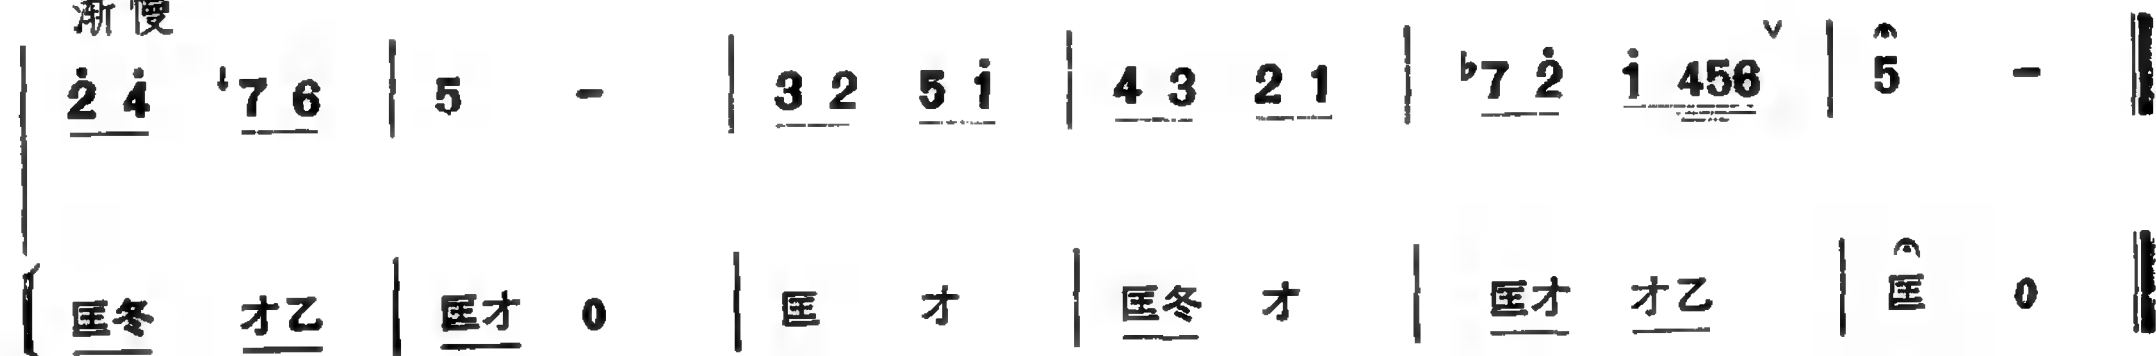 渐慢
2̇ 4̇ ↓7 6 | 5 - | 3 2 5 1̇ | 4 3 2 1 | ♭7 2̇ 1̇ 456 ∨ | 5 - ‖
匡冬 才乙 | 匡才 0 | 匡 才 | 匡冬 才 | 匡才 才乙 | 匡 0 ‖